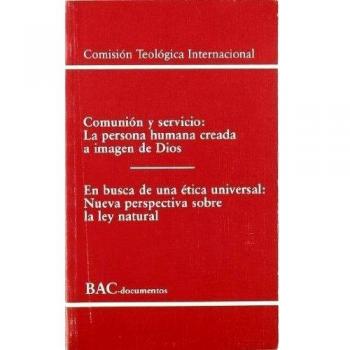 Comisión Teológica Internacional
Comunión y servicio:
La persona humana creada
a imagen de Dios
En busca de una ética universal:
Nueva perspectiva sobre
la ley natural
BAC-documentos